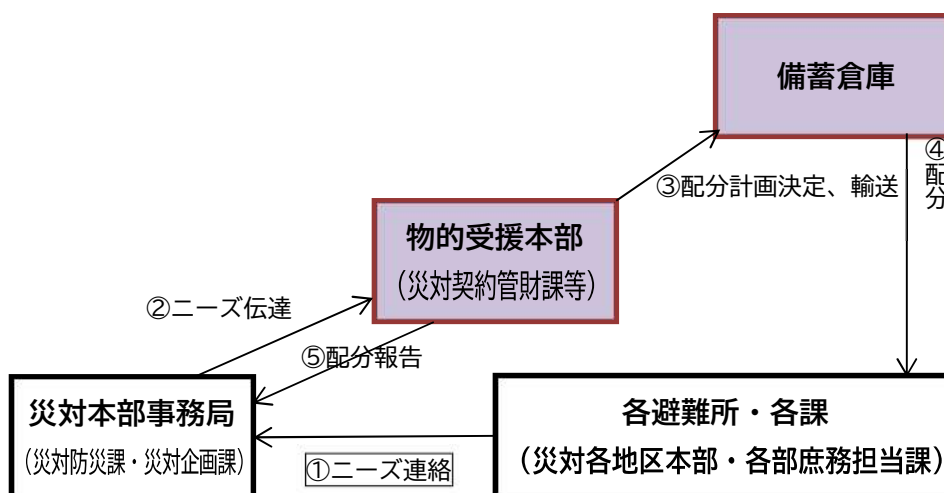 備蓄倉庫
④配分
③配分計画決定、輸送
物的受援本部
（災対契約管財課等）
②ニーズ伝達
⑤配分報告
災対本部事務局
（災対防災課・災対企画課）
①ニーズ連絡
各避難所・各課
（災対各地区本部・各部庶務担当課）